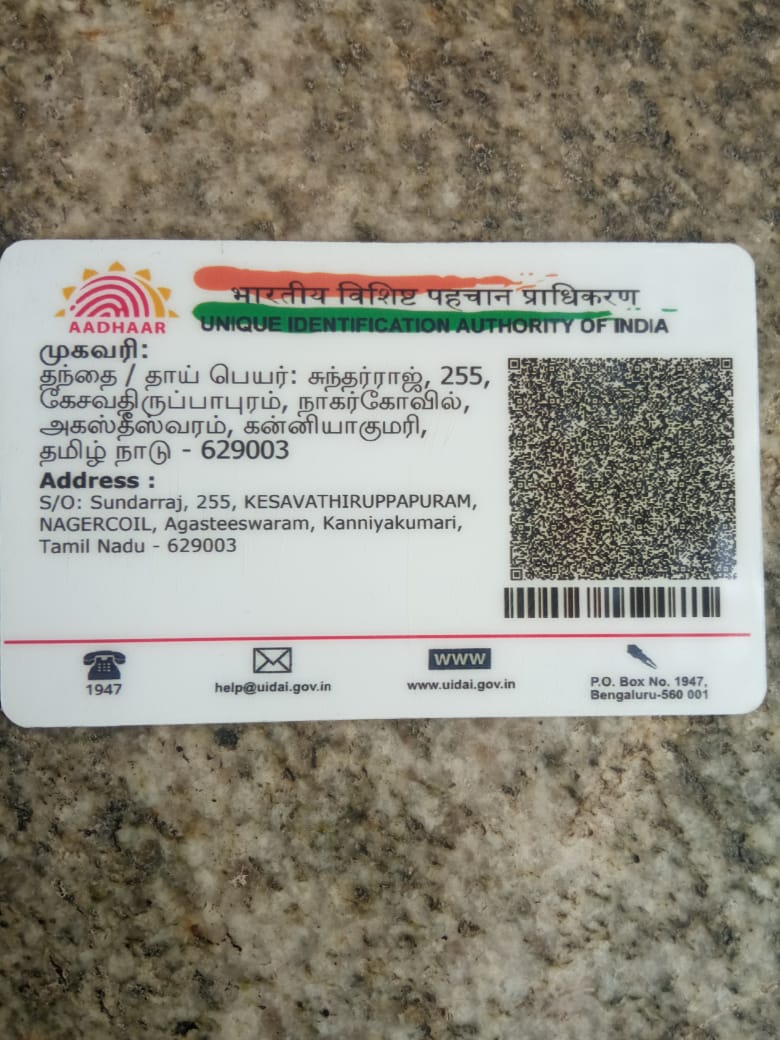 भारतीय विशिष्ट पहचान प्राधिकरण
AADHAAR
UNIQUE IDENTIFICATION AUTHORITY OF INDIA
முகவரி:
தந்தை / தாய் பெயர்: சுந்தர்ராஜ், 255,
கேசவதிருப்பாபுரம், நாகர்கோவில்,
அகஸ்தீஸ்வரம், கன்னியாகுமரி,
தமிழ் நாடு - 629003
Address :
S/O: Sundarraj, 255, KESAVATHIRUPPAPURAM,
NAGERCOIL, Agasteeswaram, Kanniyakumari,
Tamil Nadu - 629003
1947
help@uidai.gov.in
www
www.uidai.gov.in
P.O. Box No. 1947,
Bengaluru-560 001